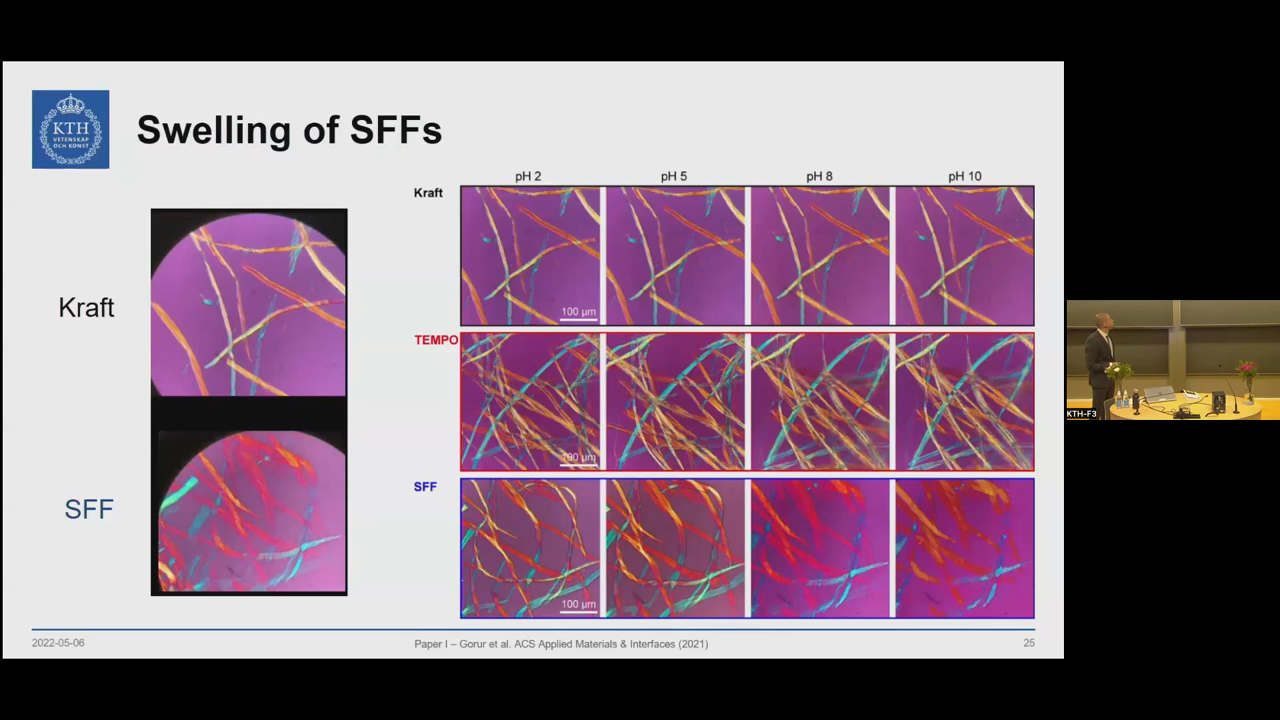 KTH
VETENSKAP
OCH KONST
Swelling of SFFs
Kraft
SFF
pH 2 pH 5 pH 8 pH 10
Kraft
100 µm
TEMPO
100 µm
SFF
100 µm
2022-05-06
Paper I – Gorur et al. ACS Applied Materials & Interfaces (2021)
25
KTH-F3